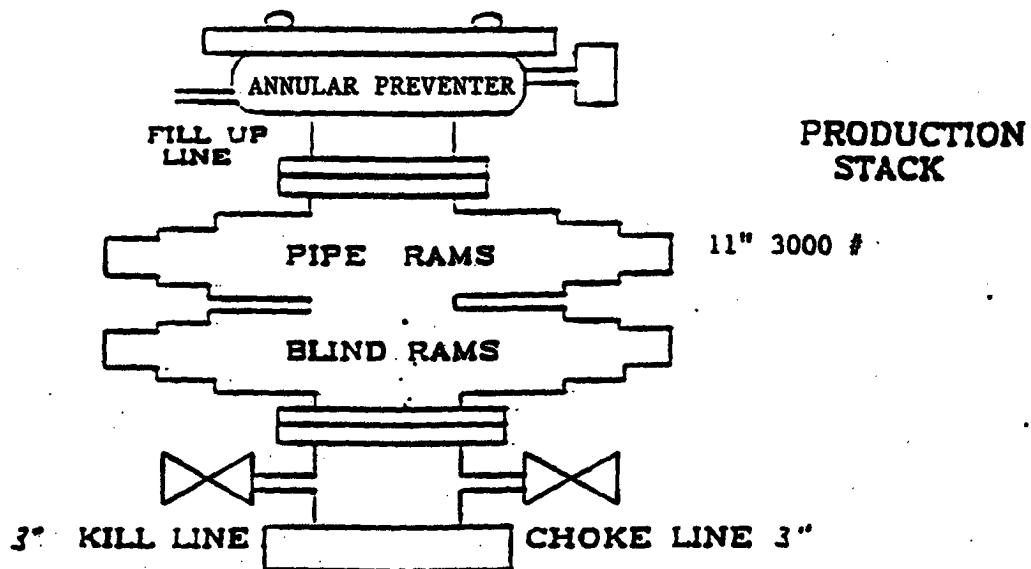 ANNULAR PREVENTER
FILL UP
LINE
PRODUCTION
STACK
PIPE RAMS
11" 3000 #
BLIND RAMS
3" KILL LINE
CHOKE LINE 3"